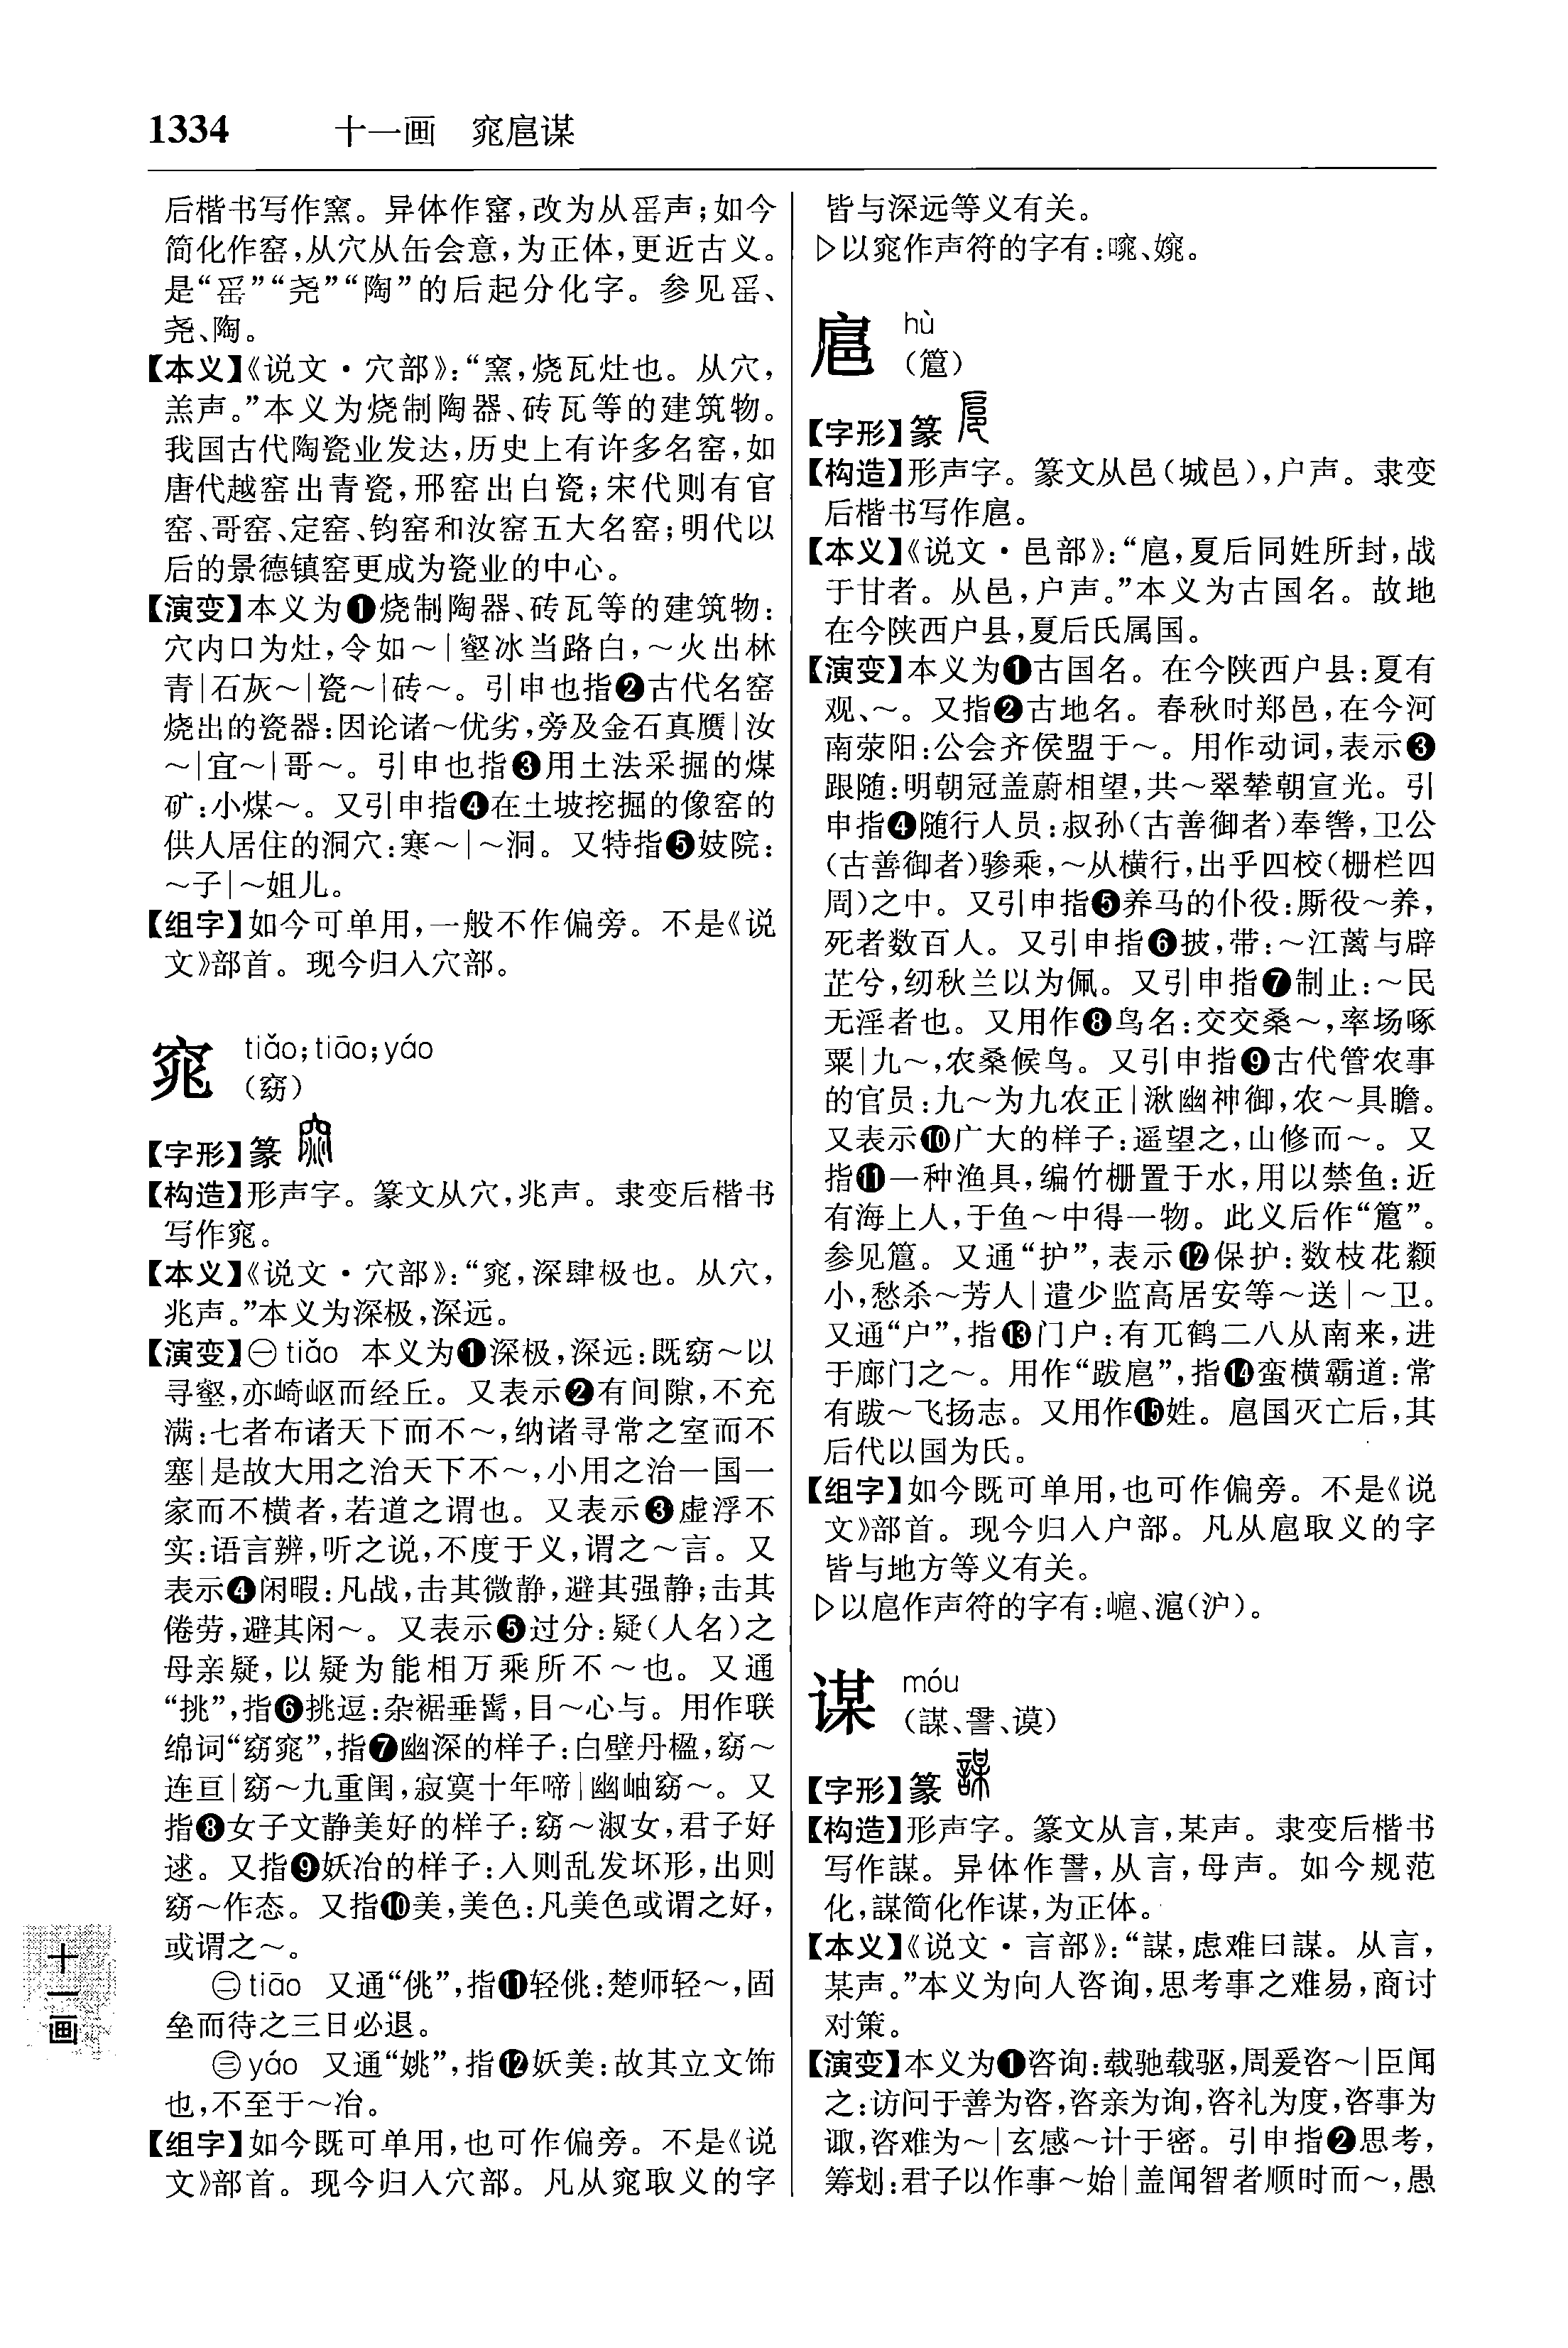 1334 十一画 窕扈谋
后楷书写作窯。异体作窰,改为从䍃声;如今
简化作窑,从穴从缶会意,为正体,更近古义。
是“䍃”“尧”“陶”的后起分化字。参见䍃、
尧、陶。
【本义】《说文·穴部》:“窯,烧瓦灶也。从穴,
羔声。”本义为烧制陶器、砖瓦等的建筑物。
我国古代陶瓷业发达,历史上有许多名窑,如
唐代越窑出青瓷,邢窑出白瓷;宋代则有官
窑、哥窑、定窑、钧窑和汝窑五大名窑;明代以
后的景德镇窑更成为瓷业的中心。
【演变】本义为❶烧制陶器、砖瓦等的建筑物:
穴内口为灶,令如～|壑冰当路白,～火出林
青|石灰～|瓷～|砖～。引申也指❷古代名窑
烧出的瓷器:因论诸～优劣,旁及金石真赝|汝
～|宜～|哥～。引申也指❸用土法采掘的煤
矿:小煤～。又引申指❹在土坡挖掘的像窑的
供人居住的洞穴:寒～|～洞。又特指❺妓院:
～子|～姐儿。
【组字】如今可单用,一般不作偏旁。不是《说
文》部首。现今归入穴部。
窕 tiǎo;tiāo;yáo
(窈)
【字形】篆
【构造】形声字。篆文从穴,兆声。隶变后楷书
写作窕。
【本义】《说文·穴部》:“窕,深肆极也。从穴,
兆声。”本义为深极,深远。
【演变】㊀tiǎo 本义为❶深极,深远:既窈～以
寻壑,亦崎岖而经丘。又表示❷有间隙,不充
满:七者布诸天下而不～,纳诸寻常之室而不
塞|是故大用之治天下不～,小用之治一国一
家而不横者,若道之谓也。又表示❸虚浮不
实:语言辨,听之说,不度于义,谓之～言。又
表示❹闲暇:凡战,击其微静,避其强静;击其
倦劳,避其闲～。又表示❺过分:疑(人名)之
母亲疑,以疑为能相万乘所不～也。又通
“挑”,指❻挑逗:杂裾垂髾,目～心与。用作联
绵词“窈窕”,指❼幽深的样子:白壁丹楹,窈～
连亘|窈～九重闺,寂寞十年啼|幽岫窈～。又
指❽女子文静美好的样子:窈～淑女,君子好
逑。又指❾妖冶的样子:入则乱发坏形,出则
窈～作态。又指❿美,美色:凡美色或谓之好,
或谓之～。
㊁tiāo 又通“佻”,指⓫轻佻:楚师轻～,固
垒而待之三日必退。
㊂yáo 又通“姚”,指⓬妖美:故其立文饰
也,不至于～冶。
【组字】如今既可单用,也可作偏旁。不是《说
文》部首。现今归入穴部。凡从窕取义的字
皆与深远等义有关。
▷以窕作声符的字有:嘹、嬥。
扈 hù
(簄)
【字形】篆
【构造】形声字。篆文从邑(城邑),户声。隶变
后楷书写作扈。
【本义】《说文·邑部》:“扈,夏后同姓所封,战
于甘者。从邑,户声。”本义为古国名。故地
在今陕西户县,夏后氏属国。
【演变】本义为❶古国名。在今陕西户县:夏有
观、～。又指❷古地名。春秋时郑邑,在今河
南荥阳:公会齐侯盟于～。用作动词,表示❸
跟随:明朝冠盖蔚相望,共～翠辇朝宣光。引
申指❹随行人员:叔孙(古善御者)奉辔,卫公
(古善御者)骖乘,～从横行,出乎四校(栅栏四
周)之中。又引申指❺养马的仆役:厮役～养,
死者数百人。又引申指❻披,带:～江蓠与辟
芷兮,纫秋兰以为佩。又引申指❼制止:～民
无淫者也。又用作❽鸟名:交交桑～,率场啄
粟|九～,农桑候鸟。又引申指❾古代管农事
的官员:九～为九农正|湫幽神御,农～具瞻。
又表示❿广大的样子:遥望之,山修而～。又
指⓫一种渔具,编竹栅置于水,用以禁鱼:近
有海上人,于鱼～中得一物。此义后作“簄”。
参见簄。又通“护”,表示⓬保护:数枝花颣
小,愁杀～芳人|遣少监高居安等～送|～卫。
又通“户”,指⓭门户:有兀鹤二八从南来,进
于廊门之～。用作“跋扈”,指⓮蛮横霸道:常
有跋～飞扬志。又用作⓯姓。扈国灭亡后,其
后代以国为氏。
【组字】如今既可单用,也可作偏旁。不是《说
文》部首。现今归入户部。凡从扈取义的字
皆与地方等义有关。
▷以扈作声符的字有:嵼、滬(沪)。
谋 móu
(謀、𧦥、谟)
【字形】篆
【构造】形声字。篆文从言,某声。隶变后楷书
写作謀。异体作𧦥,从言,母声。如今规范
化,謀简化作谋,为正体。
【本义】《说文·言部》:“謀,虑难曰謀。从言,
某声。”本义为向人咨询,思考事之难易,商讨
对策。
【演变】本义为❶咨询:载驰载驱,周爰咨～|臣闻
之:访问于善为咨,咨亲为询,咨礼为度,咨事为
诹,咨难为～|玄感～计于密。引申指❷思考,
筹划:君子以作事～始|盖闻智者顺时而～,愚
十一画